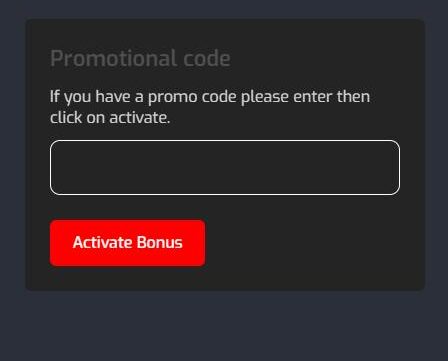 Promotional code
If you have a promo code please enter then
click on activate.
Activate Bonus